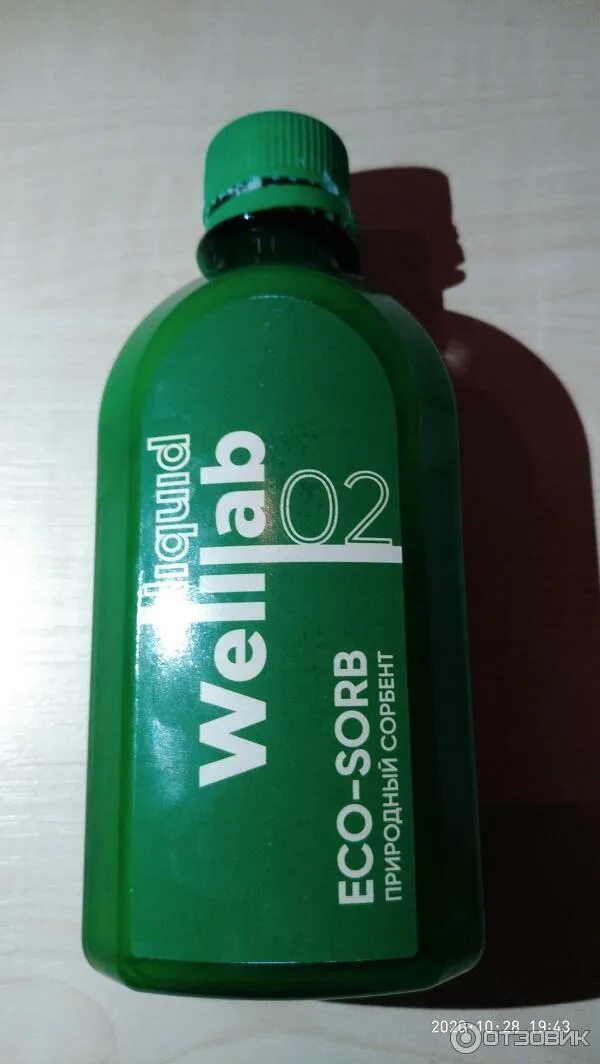 liquid
Welllab
02
ECO-SORB
ПРИРОДНЫЙ СОРБЕНТ
2020-10-28 19:43
ОТЗОВИК